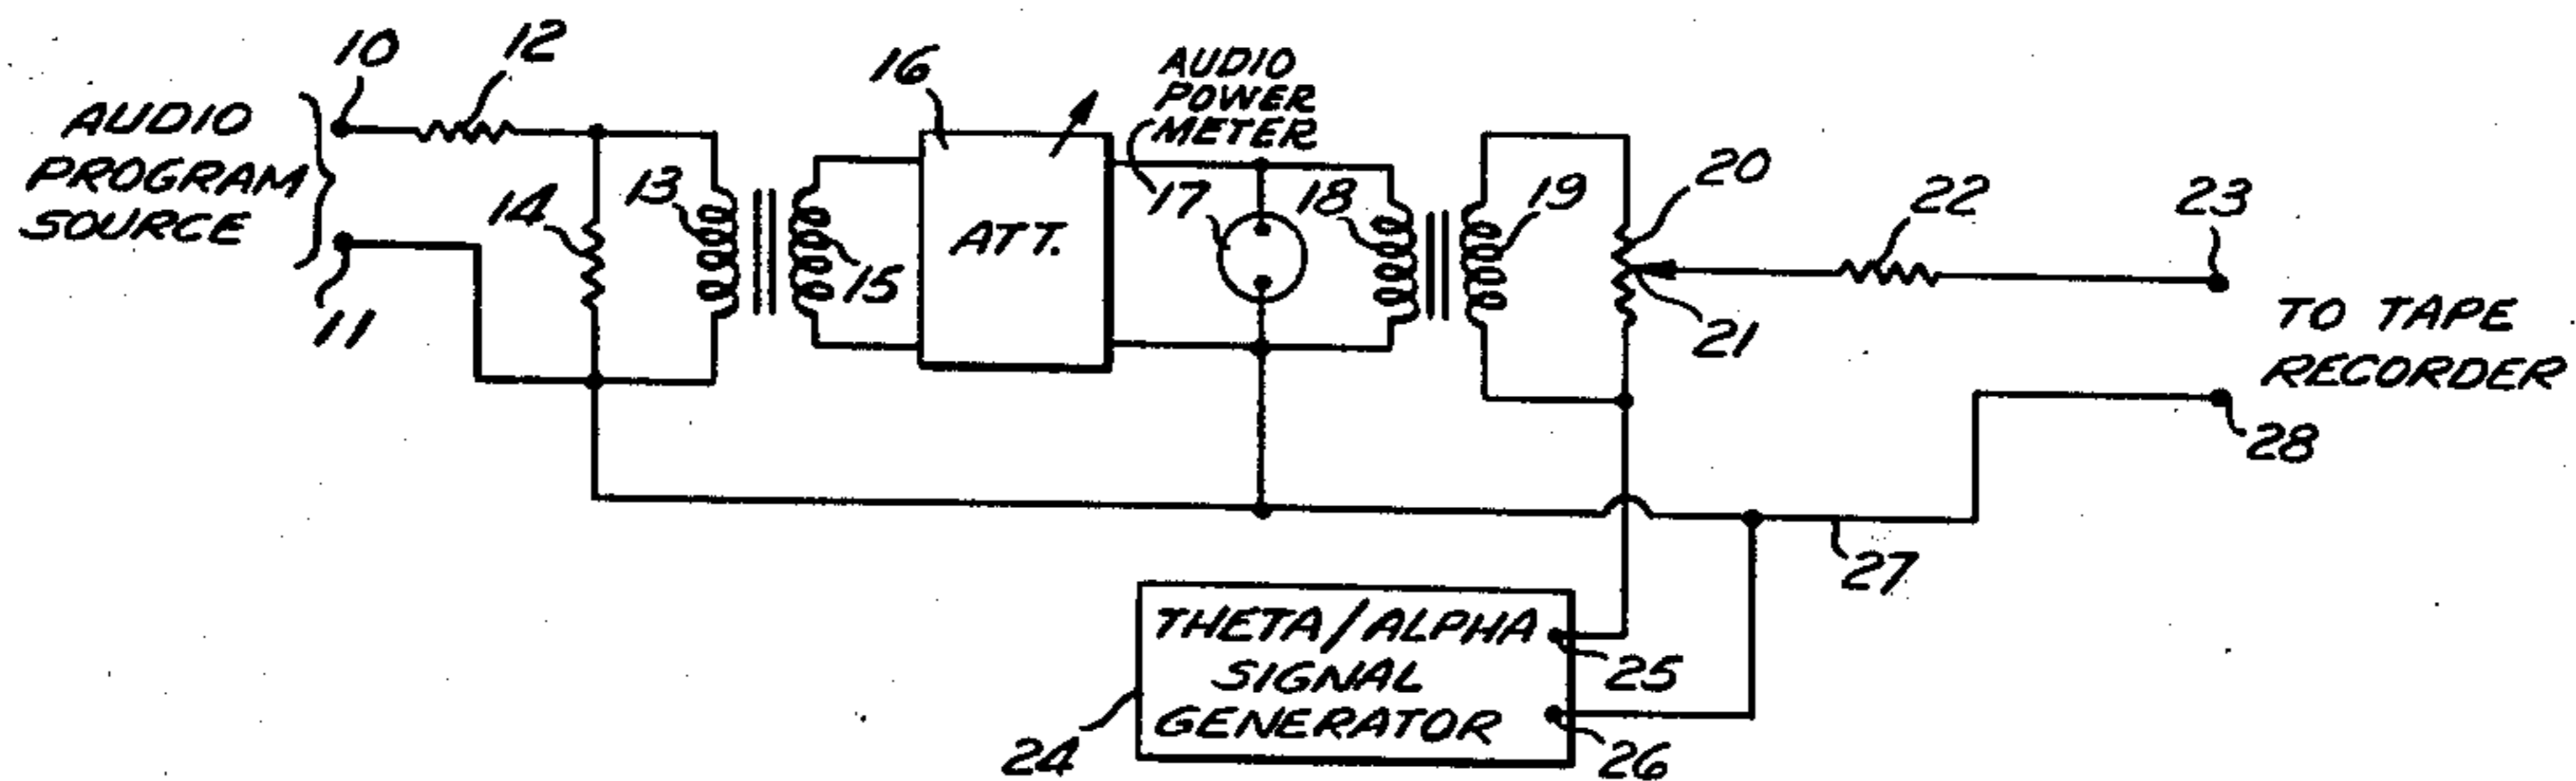 10
12
16
AUDIO
POWER
METER
AUDIO
PROGRAM
SOURCE
11
14
13
15
ATT.
17
18
19
20
21
22
23
TO TAPE
RECORDER
28
27
THETA/ALPHA
SIGNAL
GENERATOR
24
25
26